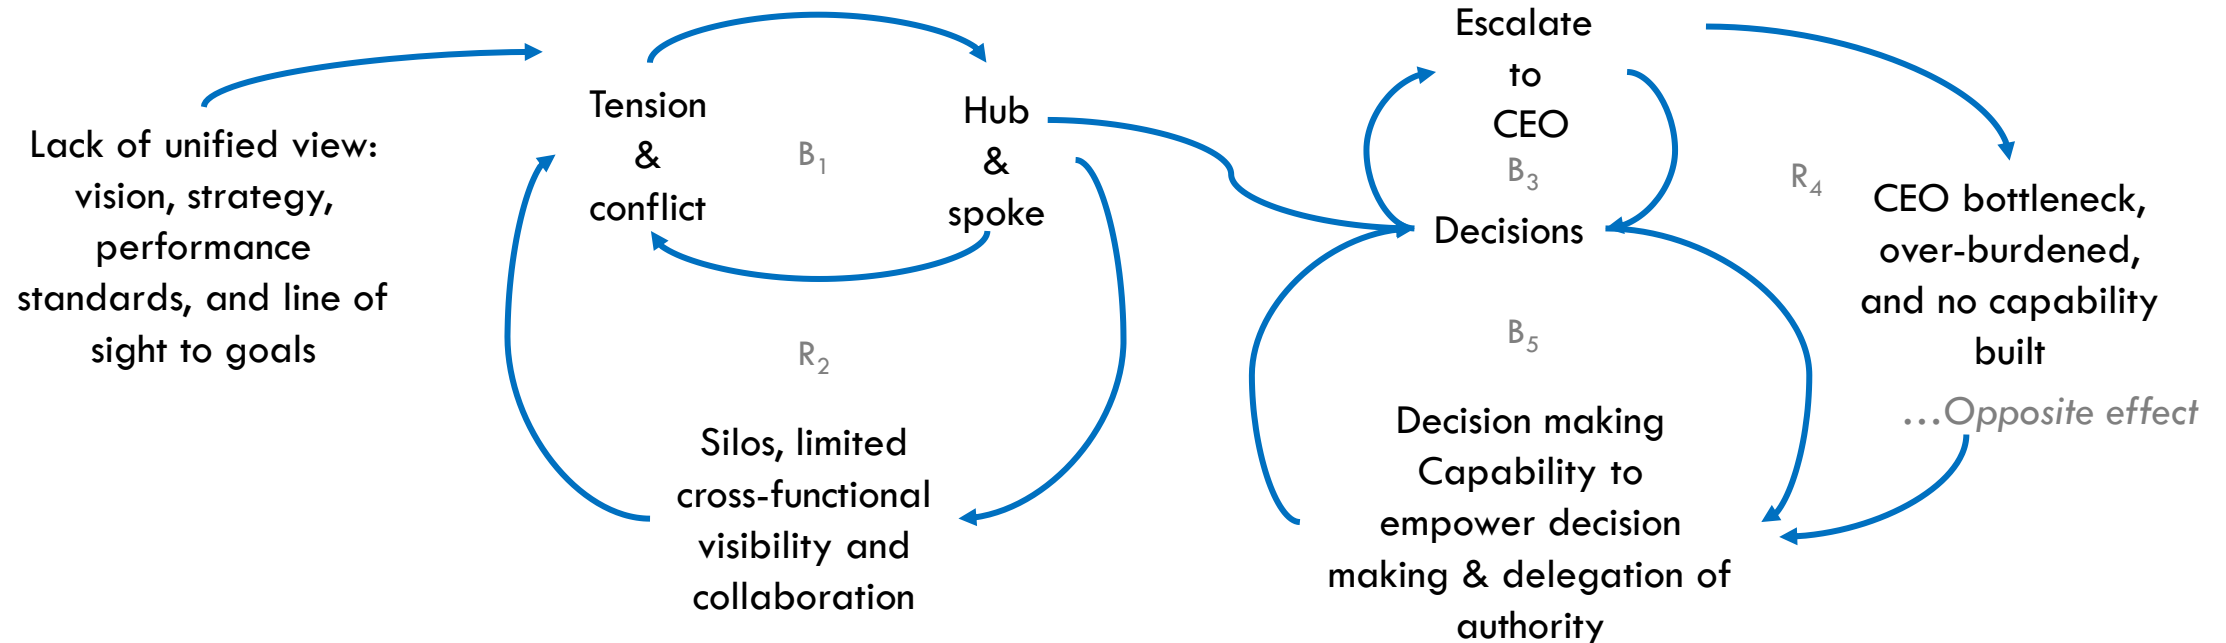 Lack of unified view:
vision, strategy,
performance
standards, and line of
sight to goals
Tension
&
conflict
B₁
Hub
&
spoke
R₂
Silos, limited
cross-functional
visibility and
collaboration
Escalate
to
CEO
B₃
Decisions
B₅
Decision making
Capability to
empower decision
making & delegation of
authority
R₄
CEO bottleneck,
over-burdened,
and no capability
built
...Opposite effect